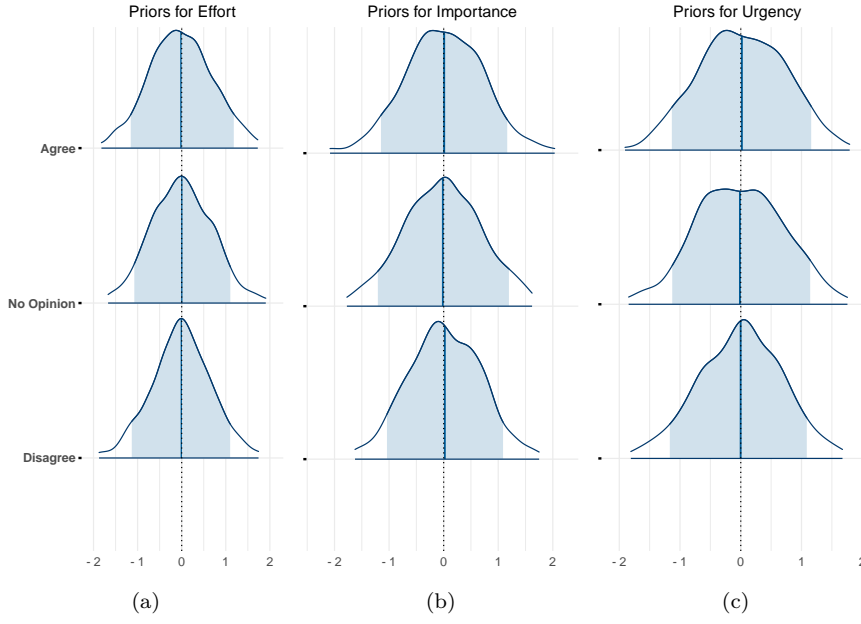 Priors for Effort
Priors for Importance
Priors for Urgency
Agree
No Opinion
Disagree
-2 -1 0 1 2
-2 -1 0 1 2
-2 -1 0 1 2
(a)
(b)
(c)